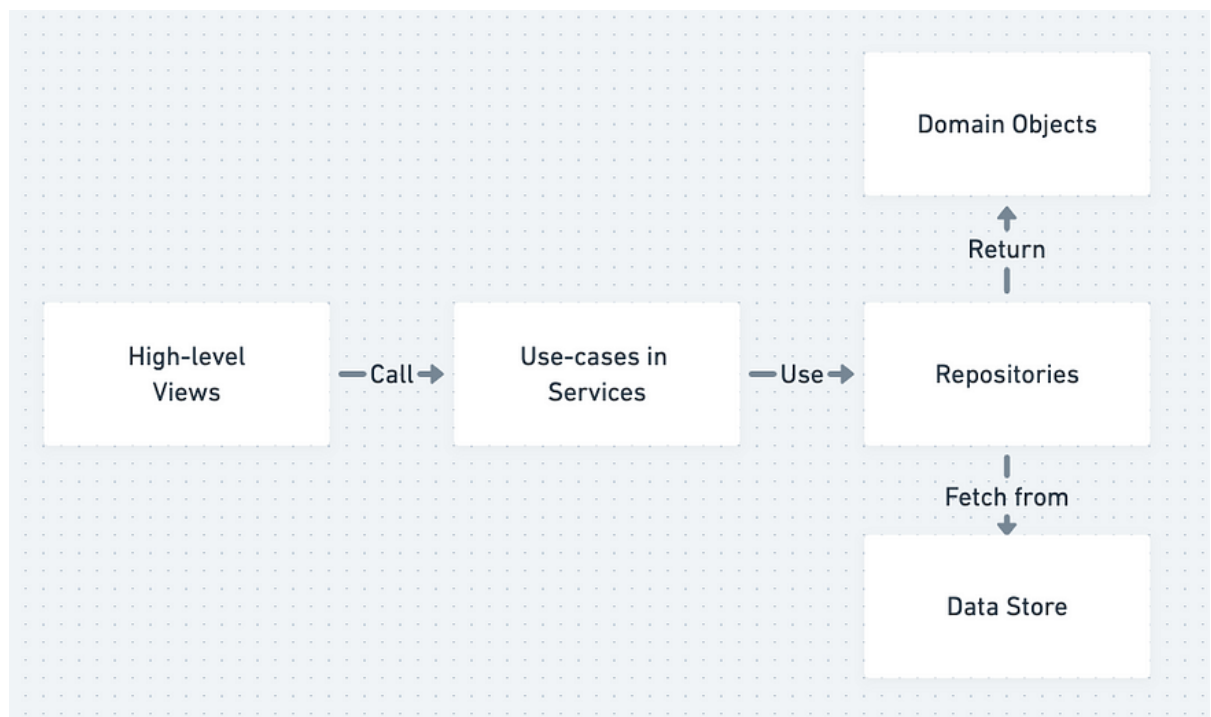 Domain Objects
Return
High-level
Views
Call
Use-cases in
Services
Use
Repositories
Fetch from
Data Store